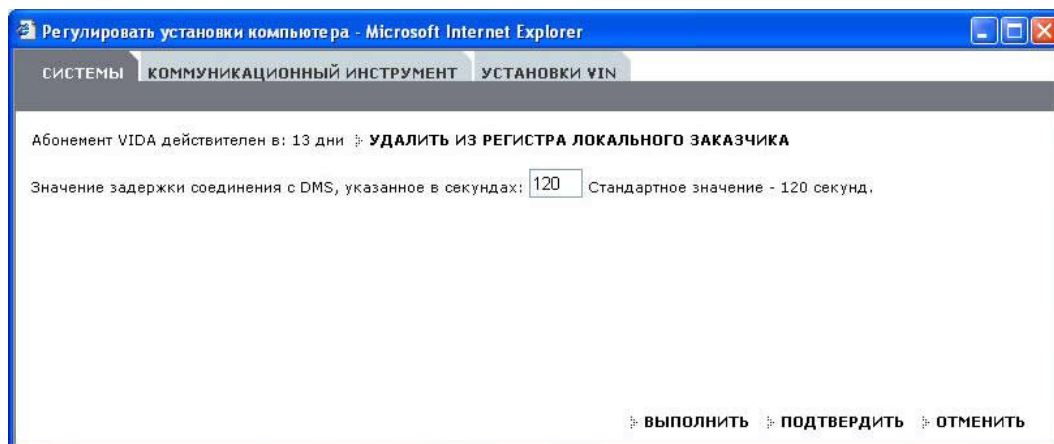 Регулировать установки компьютера - Microsoft Internet Explorer
СИСТЕМЫ КОММУНИКАЦИОННЫЙ ИНСТРУМЕНТ УСТАНОВКИ VIN
Абонемент VIDA действителен в: 13 дни УДАЛИТЬ ИЗ РЕГИСТРА ЛОКАЛЬНОГО ЗАКАЗЧИКА
Значение задержки соединения с DMS, указанное в секундах: 120 Стандартное значение - 120 секунд.
ВЫПОЛНИТЬ ПОДТВЕРДИТЬ ОТМЕНИТЬ